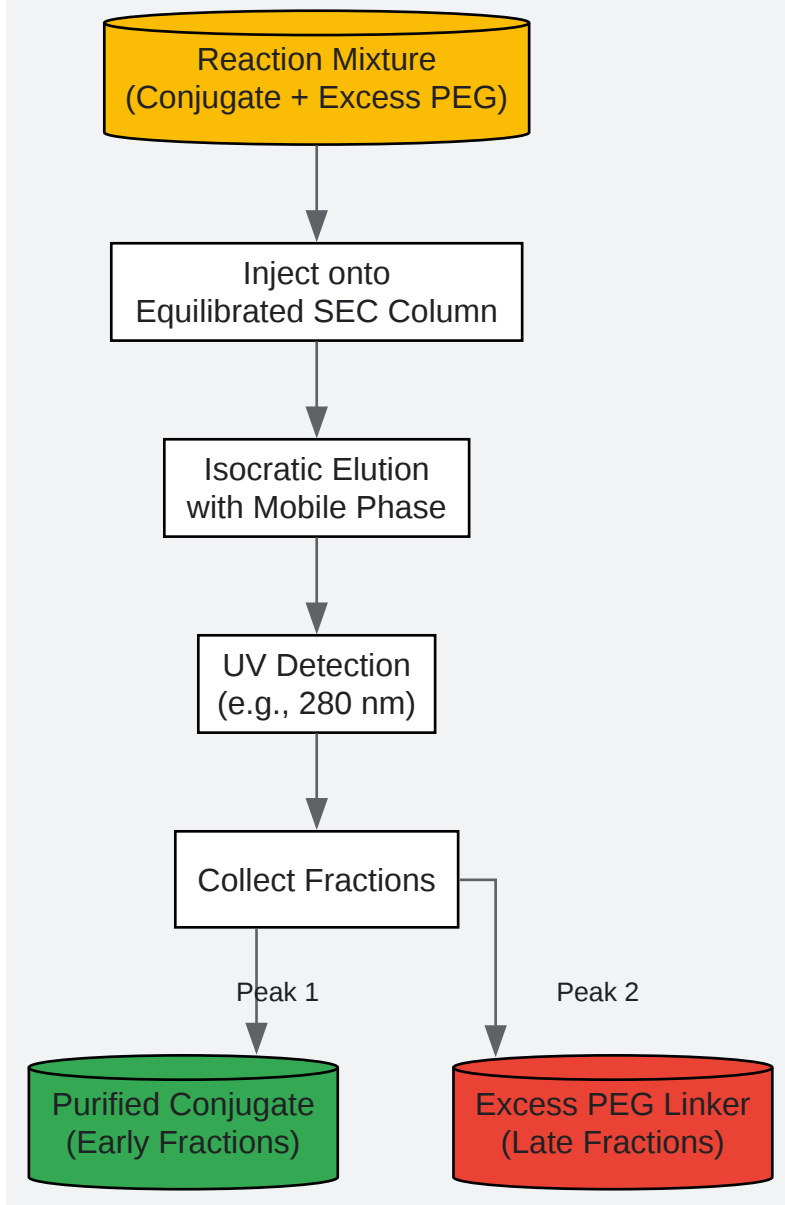 Reaction Mixture
(Conjugate + Excess PEG)
Inject onto
Equilibrated SEC Column
Isocratic Elution
with Mobile Phase
UV Detection
(e.g., 280 nm)
Collect Fractions
Peak 1
Peak 2
Purified Conjugate
(Early Fractions)
Excess PEG Linker
(Late Fractions)